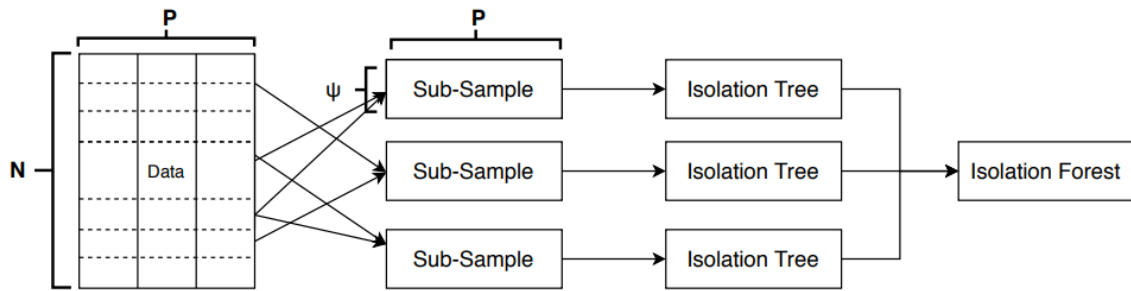 P
P
N
Data
ψ
Sub-Sample
Isolation Tree
Sub-Sample
Isolation Tree
Isolation Forest
Sub-Sample
Isolation Tree